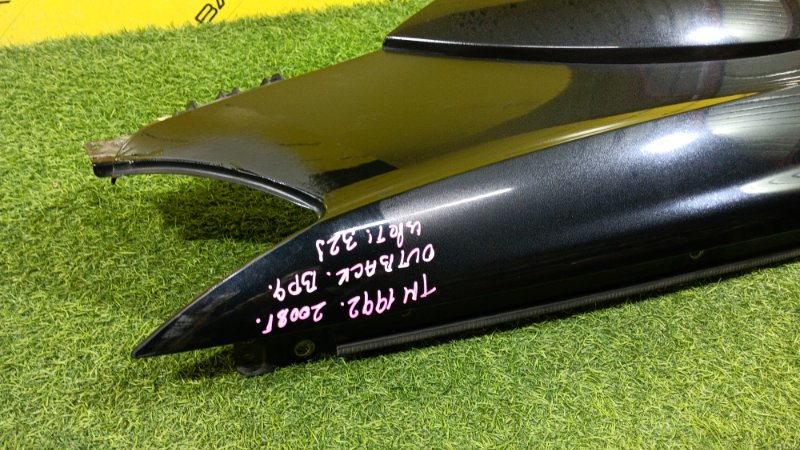 TM 1992. 2008г.
OUTBACK. BP9.
цвет: 32J